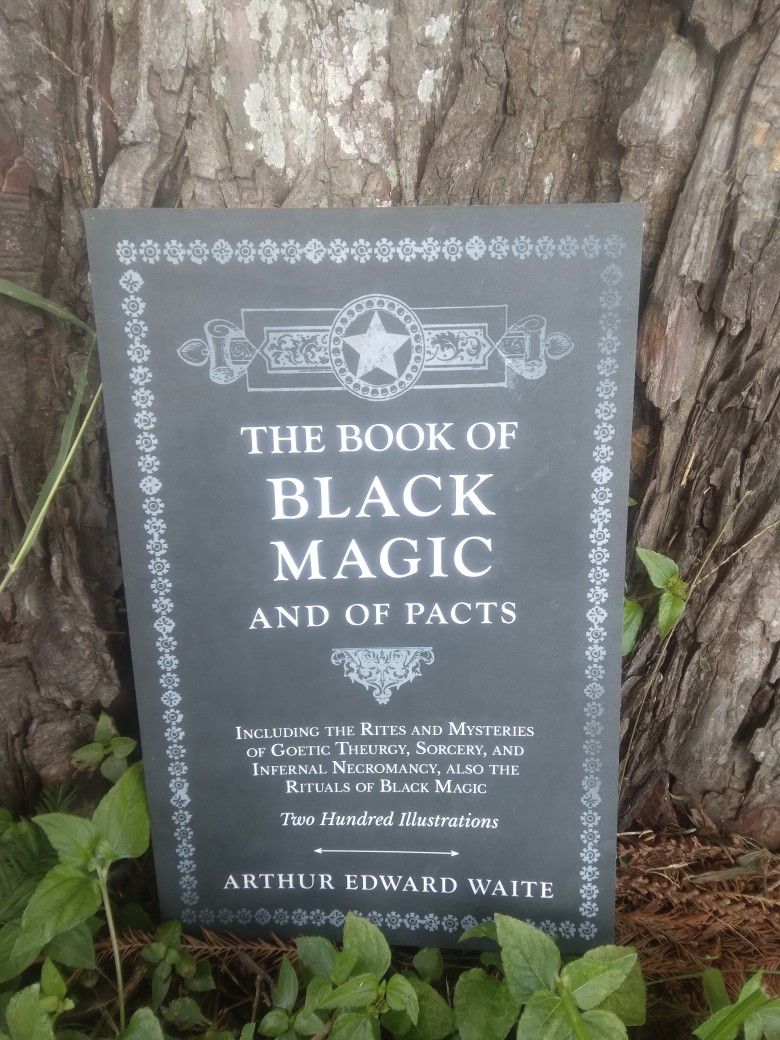 THE BOOK OF
BLACK
MAGIC
AND OF PACTS
INCLUDING THE RITES AND MYSTERIES
OF GOETIC THEURGY, SORCERY, AND
INFERNAL NECROMANCY, ALSO THE
RITUALS OF BLACK MAGIC
Two Hundred Illustrations
ARTHUR EDWARD WAITE